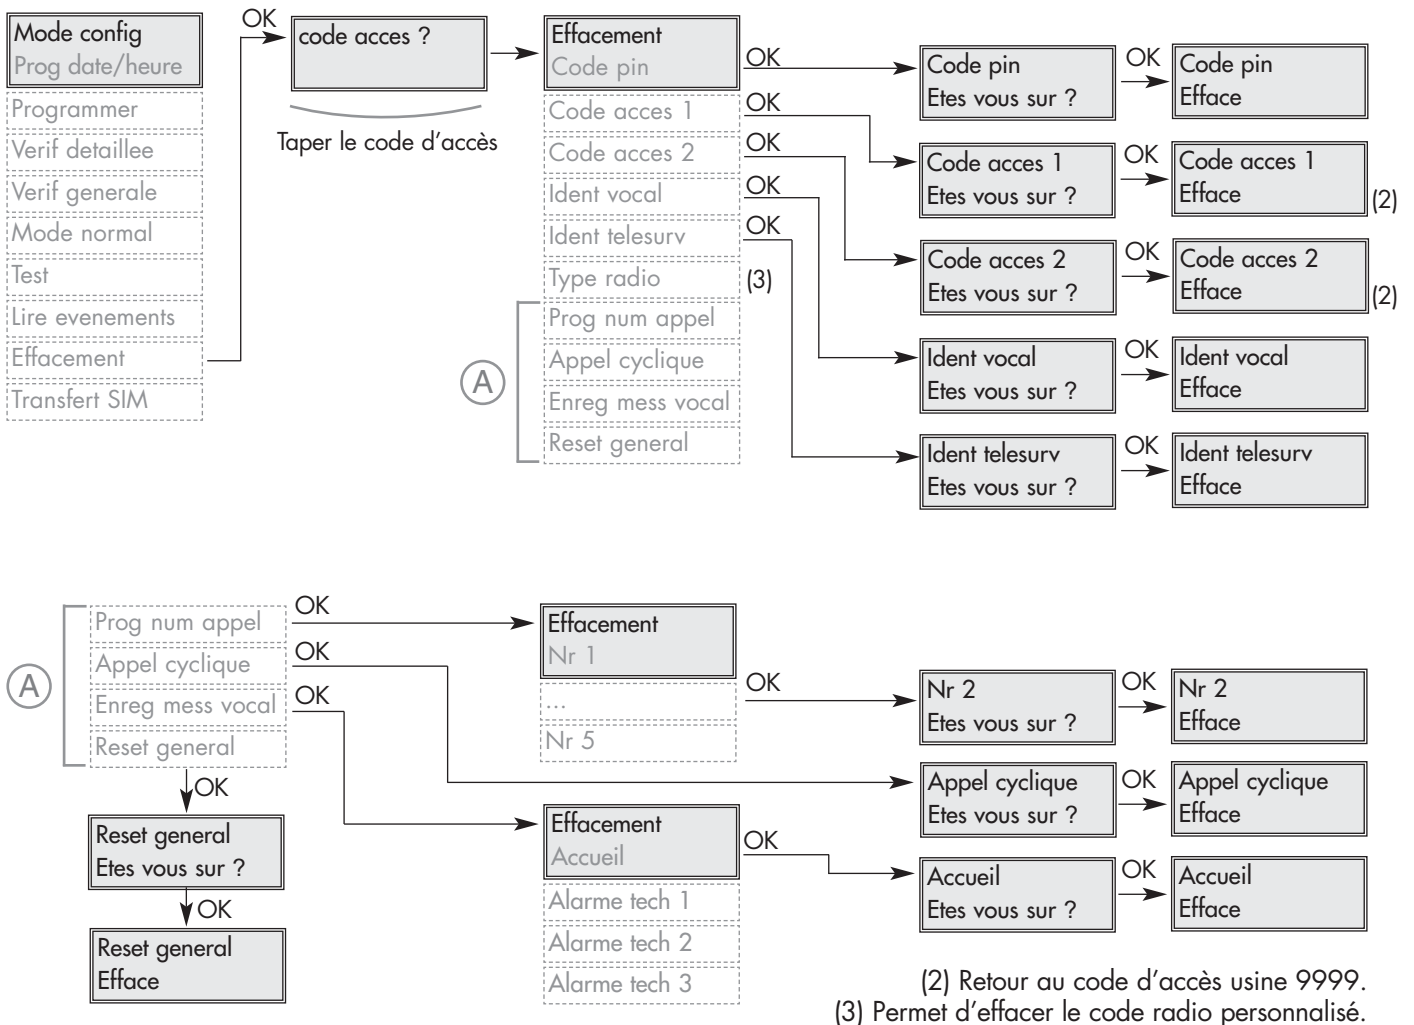 Mode config
Prog date/heure
Programmer
Verif detaillee
Verif generale
Mode normal
Test
Lire evenements
Effacement
Transfert SIM
OK
code acces ?
Taper le code d'accès
Effacement
Code pin
Code acces 1
Code acces 2
Ident vocal
Ident telesurv
Type radio
(3)
Prog num appel
Appel cyclique
Enreg mess vocal
Reset general
A
OK
OK
OK
OK
OK
Code pin
Etes vous sur ?
OK
Code pin
Efface
Code acces 1
Etes vous sur ?
OK
Code acces 1
Efface
(2)
Code acces 2
Etes vous sur ?
OK
Code acces 2
Efface
(2)
Ident vocal
Etes vous sur ?
OK
Ident vocal
Efface
Ident telesurv
Etes vous sur ?
OK
Ident telesurv
Efface
A
Prog num appel
Appel cyclique
Enreg mess vocal
Reset general
OK
OK
OK
OK
Reset general
Etes vous sur ?
OK
Reset general
Efface
Effacement
Nr 1
...
Nr 5
OK
Nr 2
Etes vous sur ?
OK
Nr 2
Efface
Appel cyclique
Etes vous sur ?
OK
Appel cyclique
Efface
Effacement
Accueil
Alarme tech 1
Alarme tech 2
Alarme tech 3
OK
Accueil
Etes vous sur ?
OK
Accueil
Efface
(2) Retour au code d'accès usine 9999.
(3) Permet d'effacer le code radio personnalisé.